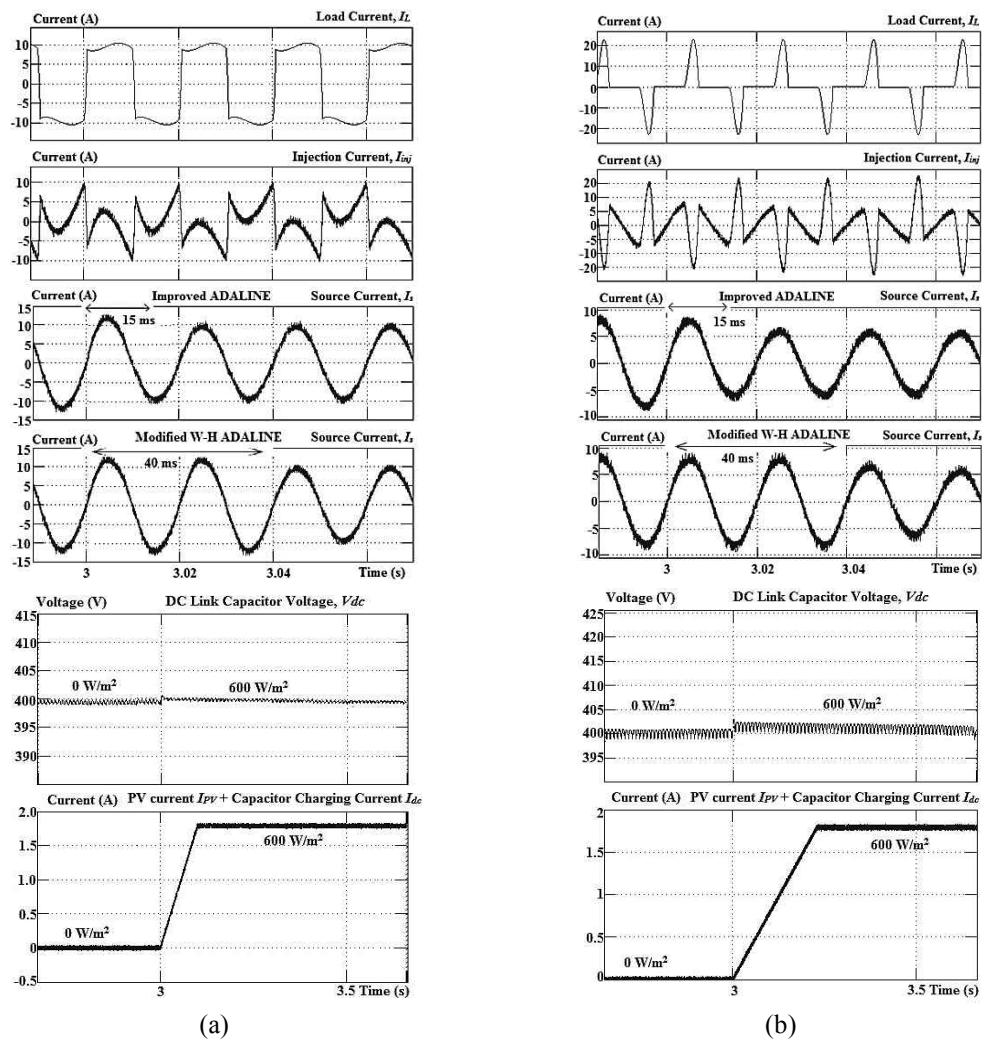 Current (A) Load Current, IL
10
5
0
-5
-10
Current (A) Injection Current, Iinj
10
5
0
-5
-10
Current (A) Improved ADALINE Source Current, Is
15
10
15 ms
5
0
-5
-10
-15
Current (A) Modified W-H ADALINE Source Current, Is
15
10
40 ms
5
0
-5
-10
-15
3 3.02 3.04 Time (s)
Voltage (V) DC Link Capacitor Voltage, Vdc
415
410
405
0 W/m² 600 W/m²
400
395
390
Current (A) PV current IPV + Capacitor Charging Current Idc
2.0
1.5
600 W/m²
1.0
0.5
0 W/m²
0
-0.5
3 3.5 Time (s)
(a)
Current (A) Load Current, IL
20
10
0
-10
-20
Current (A) Injection Current, Iinj
20
10
5
0
-5
-10
-20
Current (A) Improved ADALINE Source Current, Is
10
15 ms
5
0
-5
-10
Current (A) Modified W-H ADALINE Source Current, Is
10
40 ms
5
0
-5
-10
3 3.02 3.04 Time (s)
Voltage (V) DC Link Capacitor Voltage, Vdc
425
420
415
410
0 W/m² 600 W/m²
405
400
395
Current (A) PV current IPV + Capacitor Charging Current Idc
2
1.5
600 W/m²
1
0.5
0 W/m²
0
3 3.5 Time (s)
(b)